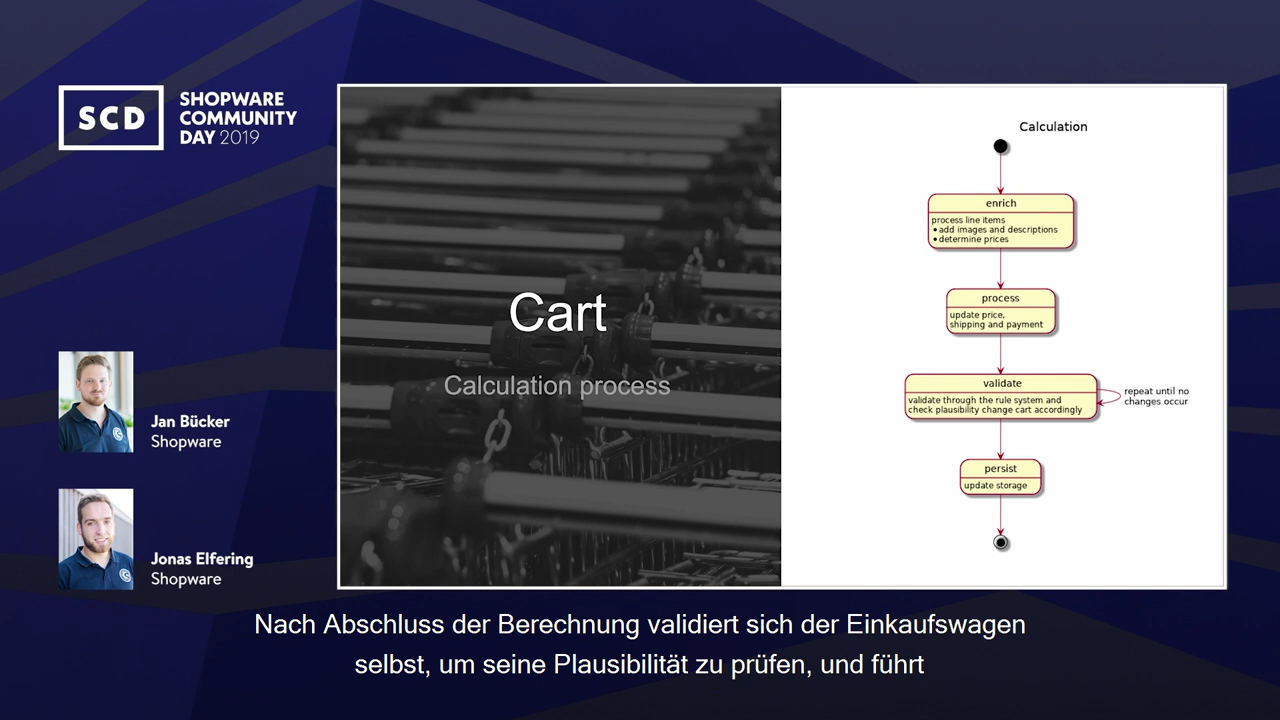 SCD
SHOPWARE
COMMUNITY
DAY 2019
Jan Bücker
Shopware
Jonas Elfering
Shopware
Cart
Calculation process
Calculation
enrich
process line items
• add images and descriptions
• determine prices
process
update price,
shipping and payment
validate
validate through the rule system and
check plausibility change cart accordingly
repeat until no
changes occur
persist
update storage
Nach Abschluss der Berechnung validiert sich der Einkaufswagen
selbst, um seine Plausibilität zu prüfen, und führt